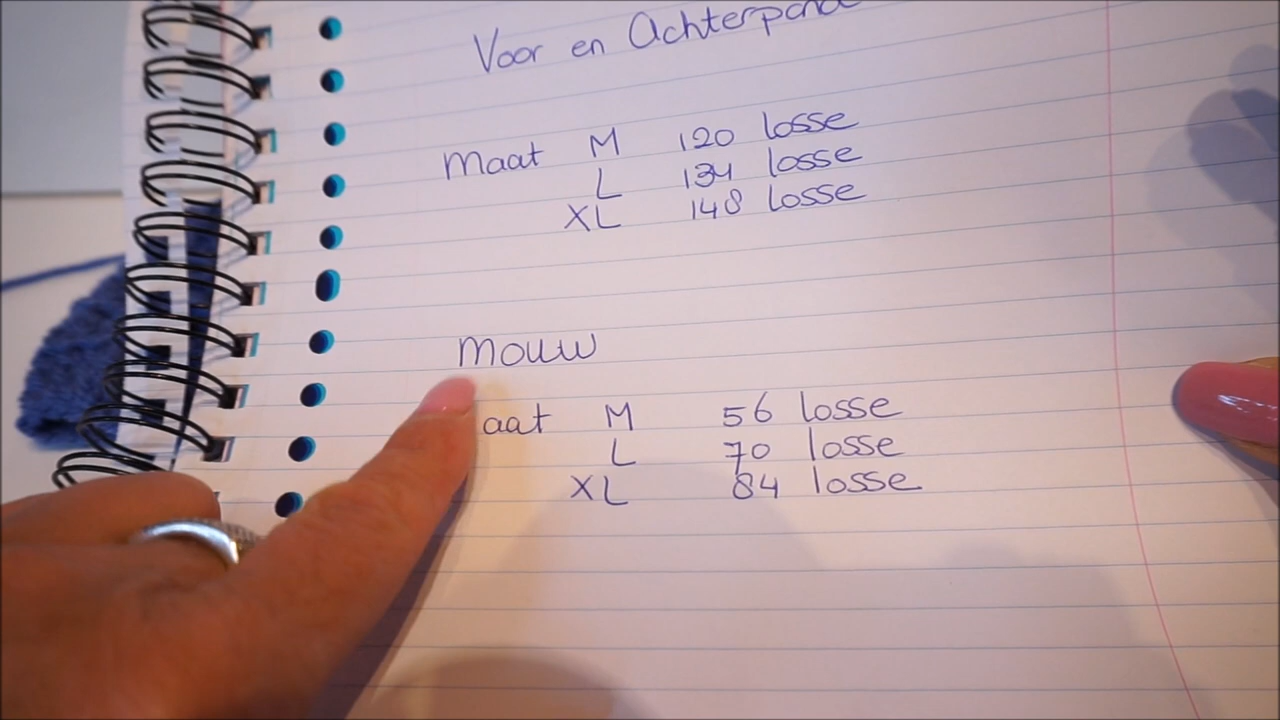 Voor en Achterpand
Maat M 120 losse
L 134 losse
XL 148 losse
Mouw
aat M 56 losse
L 70 losse
XL 84 losse